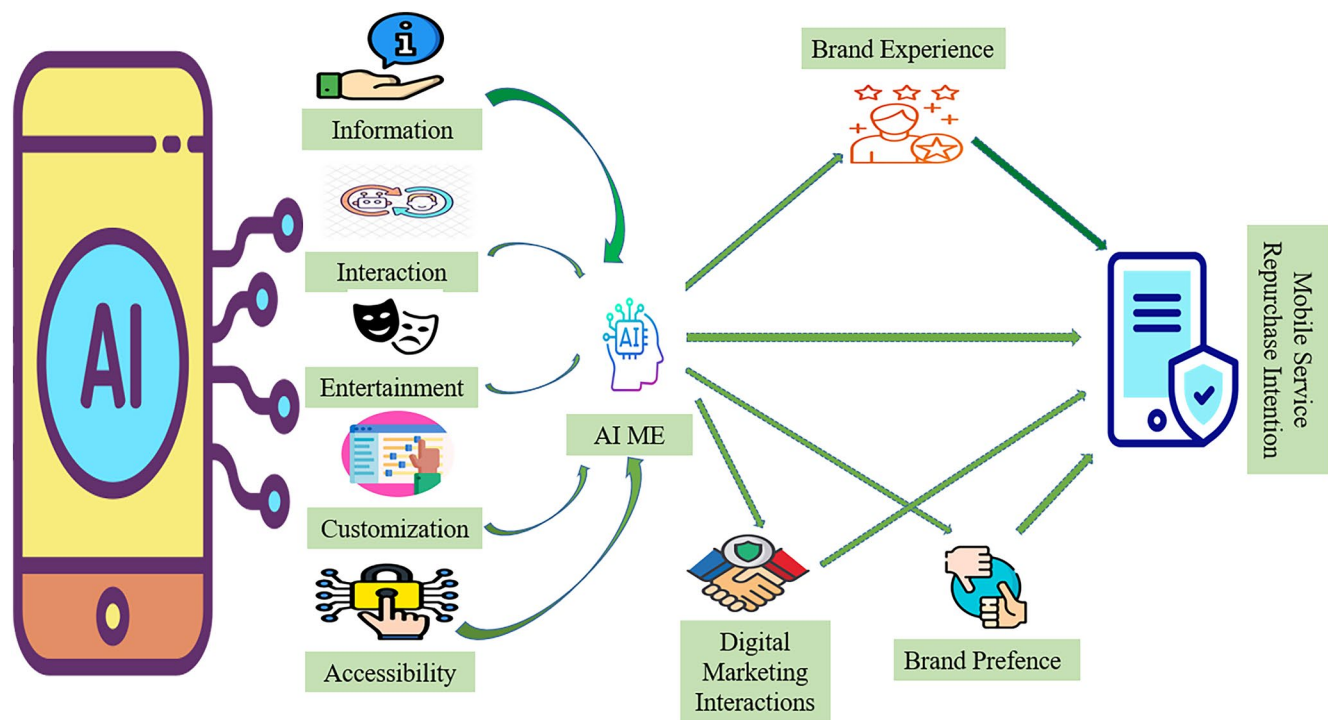 AI
i
Information
Interaction
Entertainment
Customization
Accessibility
AI
AI ME
Brand Experience
Digital
Marketing
Interactions
Brand Prefence
Mobile Service
Repurchase Intention